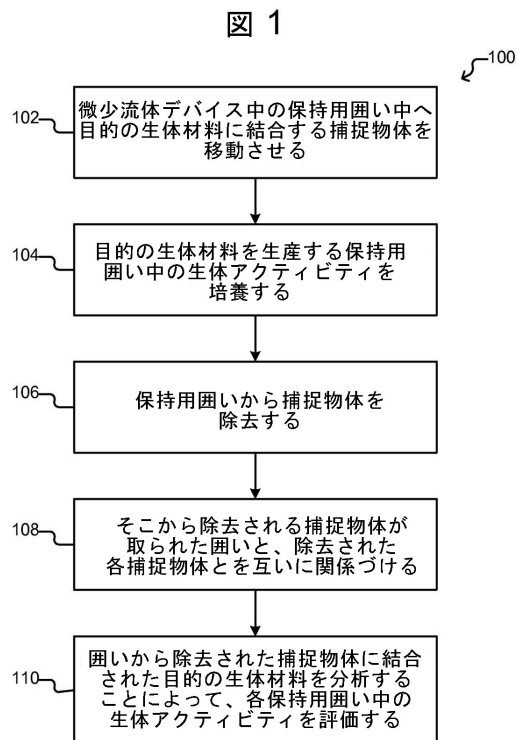 図 1
100
102
微少流体デバイス中の保持用囲い中へ
目的の生体材料に結合する捕捉物体を
移動させる
104
目的の生体材料を生産する保持用
囲い中の生体アクティビティを
培養する
106
保持用囲いから捕捉物体を
除去する
108
そこから除去される捕捉物体が
取られた囲いと、除去された
各捕捉物体とを互いに関係づける
110
囲いから除去された捕捉物体に結合
された目的の生体材料を分析する
ことによって、各保持用囲い中の
生体アクティビティを評価する